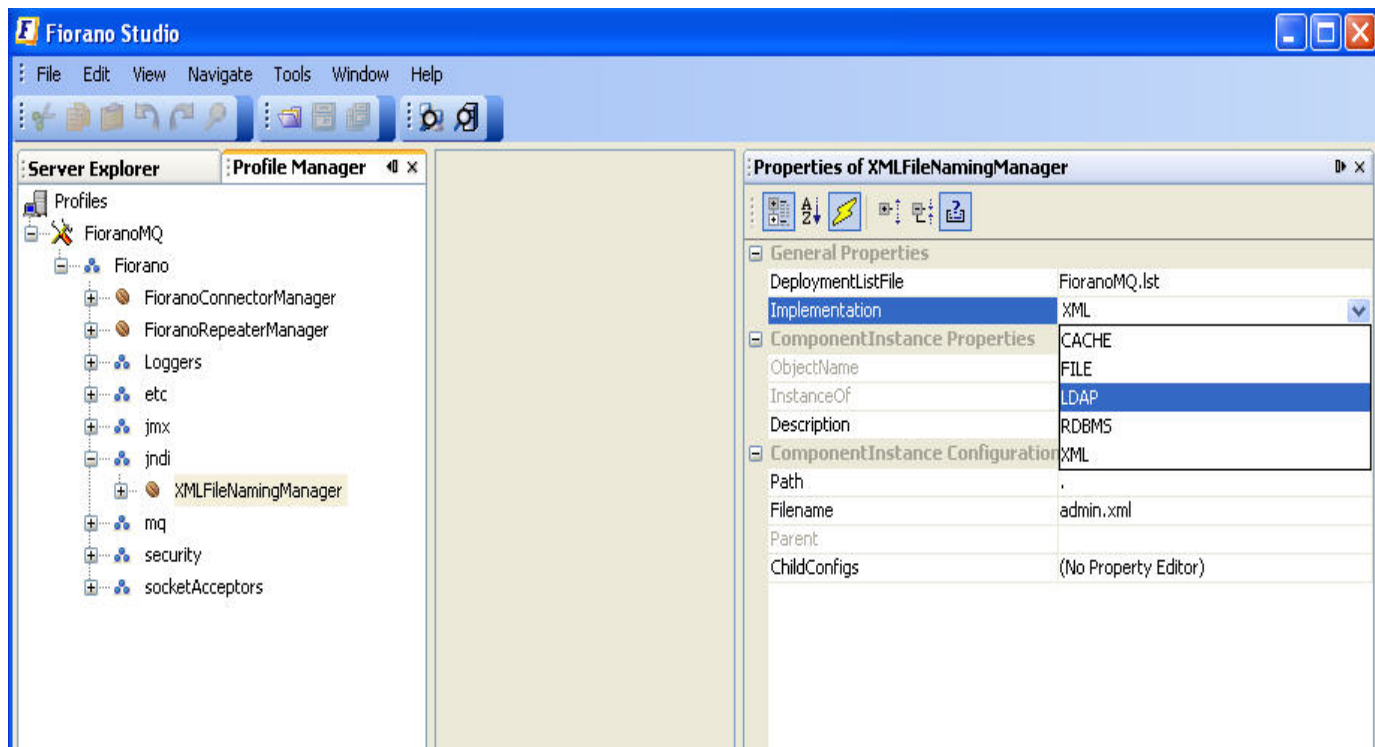 Fiorano Studio
File Edit View Navigate Tools Window Help
Server Explorer Profile Manager
Profiles
FioranoMQ
Fiorano
FioranoConnectorManager
FioranoRepeaterManager
Loggers
etc
jmx
jndi
XMLFileNamingManager
mq
security
socketAcceptors
Properties of XMLFileNamingManager
General Properties
DeploymentListFile FioranoMQ.lst
Implementation XML
ComponentInstance Properties CACHE
ObjectName FILE
InstanceOf LDAP
Description RDBMS
ComponentInstance Configuration XML
Path .
Filename admin.xml
Parent
ChildConfigs (No Property Editor)